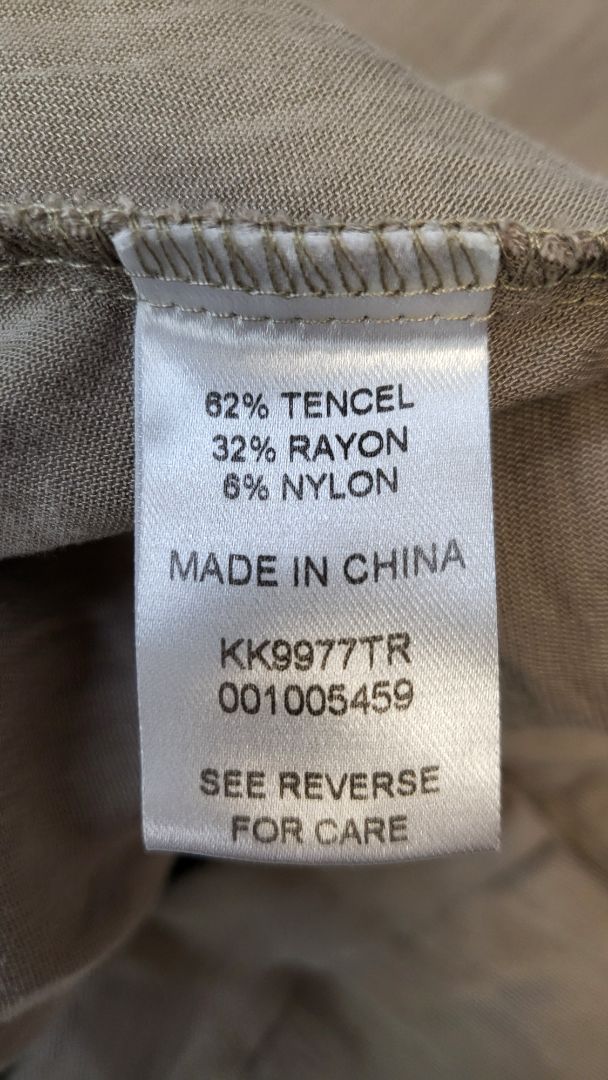 62% TENCEL
32% RAYON
6% NYLON
MADE IN CHINA
KK9977TR
001005459
SEE REVERSE
FOR CARE